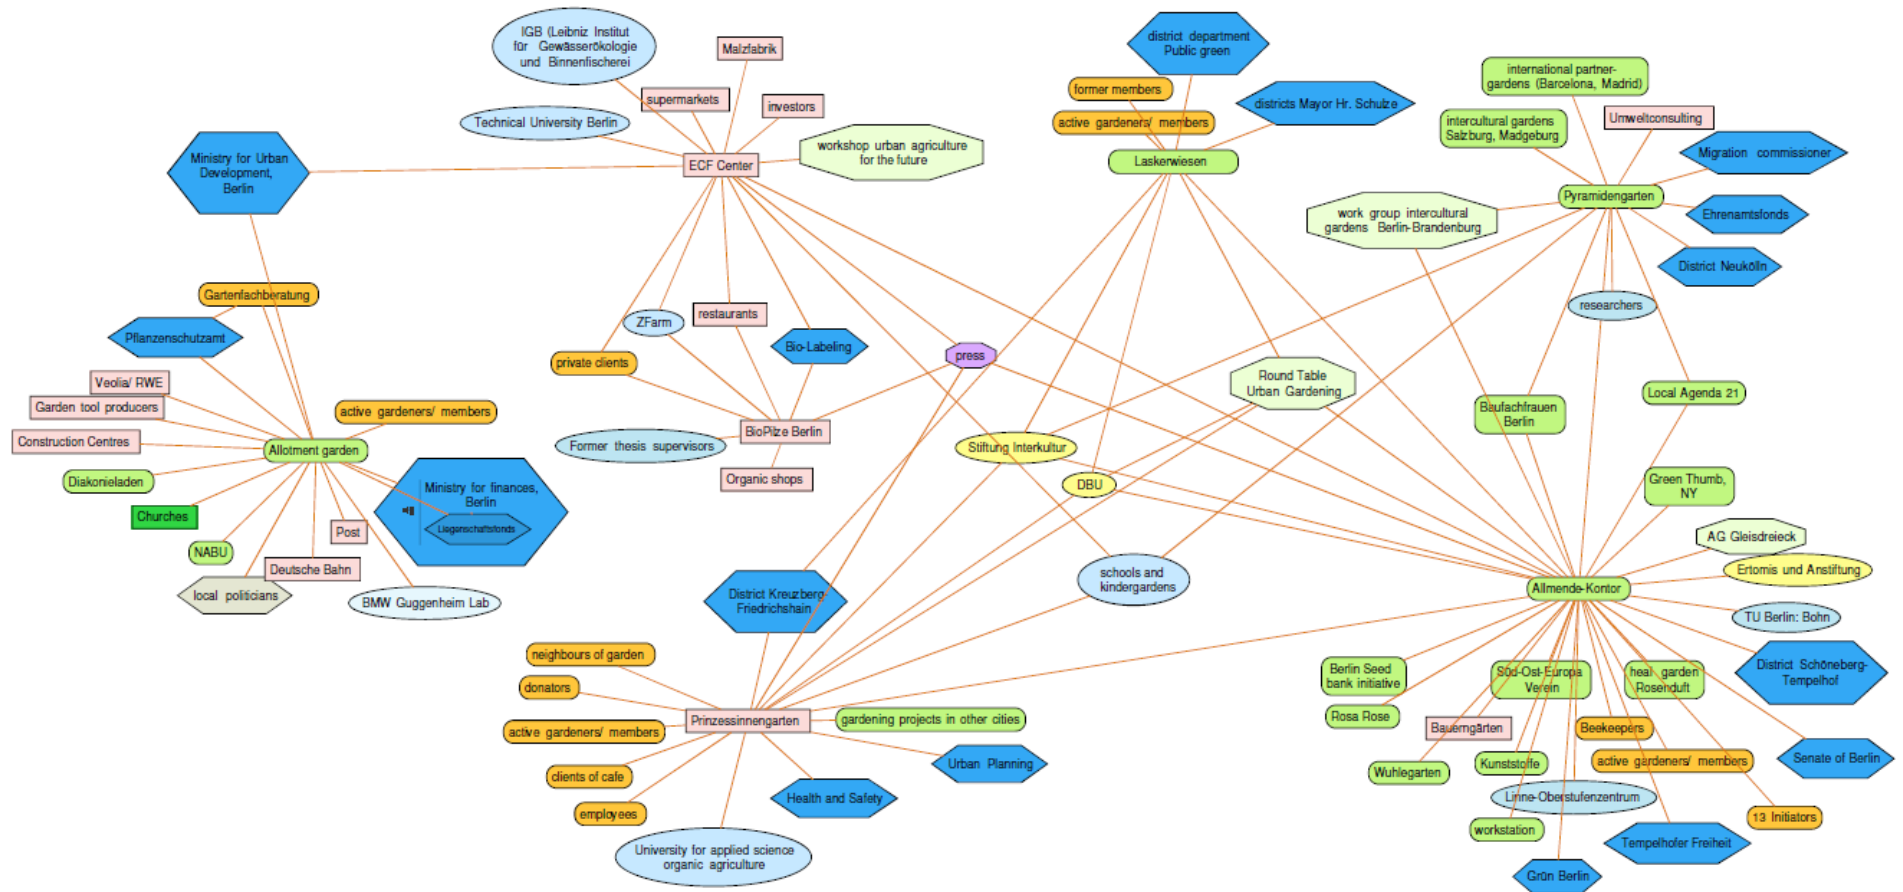 IGB (Leibniz Institut
für Gewässerökologie
und Binnenfischerei
Malzfabrik
supermarkets
investors
Technical University Berlin
workshop urban agriculture
for the future
ECF Center
Ministry for Urban
Development,
Berlin
district department
Public green
former members
active gardeners/ members
districts Mayor Hr. Schulze
Laskerwiesen
international partner-
gardens (Barcelona, Madrid)
intercultural gardens
Salzburg, Madgeburg
Umweltconsulting
Migration commissioner
Pyramidengarten
work group intercultural
gardens Berlin-Brandenburg
Ehrenamtsfonds
District Neukölln
researchers
Gartenfachberatung
Pflanzenschutzamt
Veolia/ RWE
Garden tool producers
Construction Centres
active gardeners/ members
Allotment garden
Diakonieladen
Churches
NABU
local politicians
Deutsche Bahn
Post
BMW Guggenheim Lab
Ministry for finances,
Berlin
Liegenschaftsfonds
ZFarm
restaurants
private clients
Bio-Labeling
press
BioPilze Berlin
Former thesis supervisors
Organic shops
Round Table
Urban Gardening
Stiftung Interkultur
DBU
Baufachfrauen
Berlin
Local Agenda 21
Green Thumb,
NY
AG Gleisdreieck
Ertomis und Anstiftung
Allmende-Kontor
TU Berlin: Bohn
District Schöneberg-
Tempelhof
schools and
kindergardens
District Kreuzberg-
Friedrichshain
neighbours of garden
donators
Prinzessinnengarten
gardening projects in other cities
active gardeners/ members
clients of cafe
employees
Urban Planning
Health and Safety
University for applied science
organic agriculture
Berlin Seed
bank initiative
Rosa Rose
Süd-Ost-Europa
Verein
heal garden
Rosenduft
Bauerngärten
Beekeepers
Wuhlegarten
Kunststoffe
active gardeners/ members
Senate of Berlin
Linne-Oberstufenzentrum
workstation
13 Initiators
Tempelhofer Freiheit
Grün Berlin